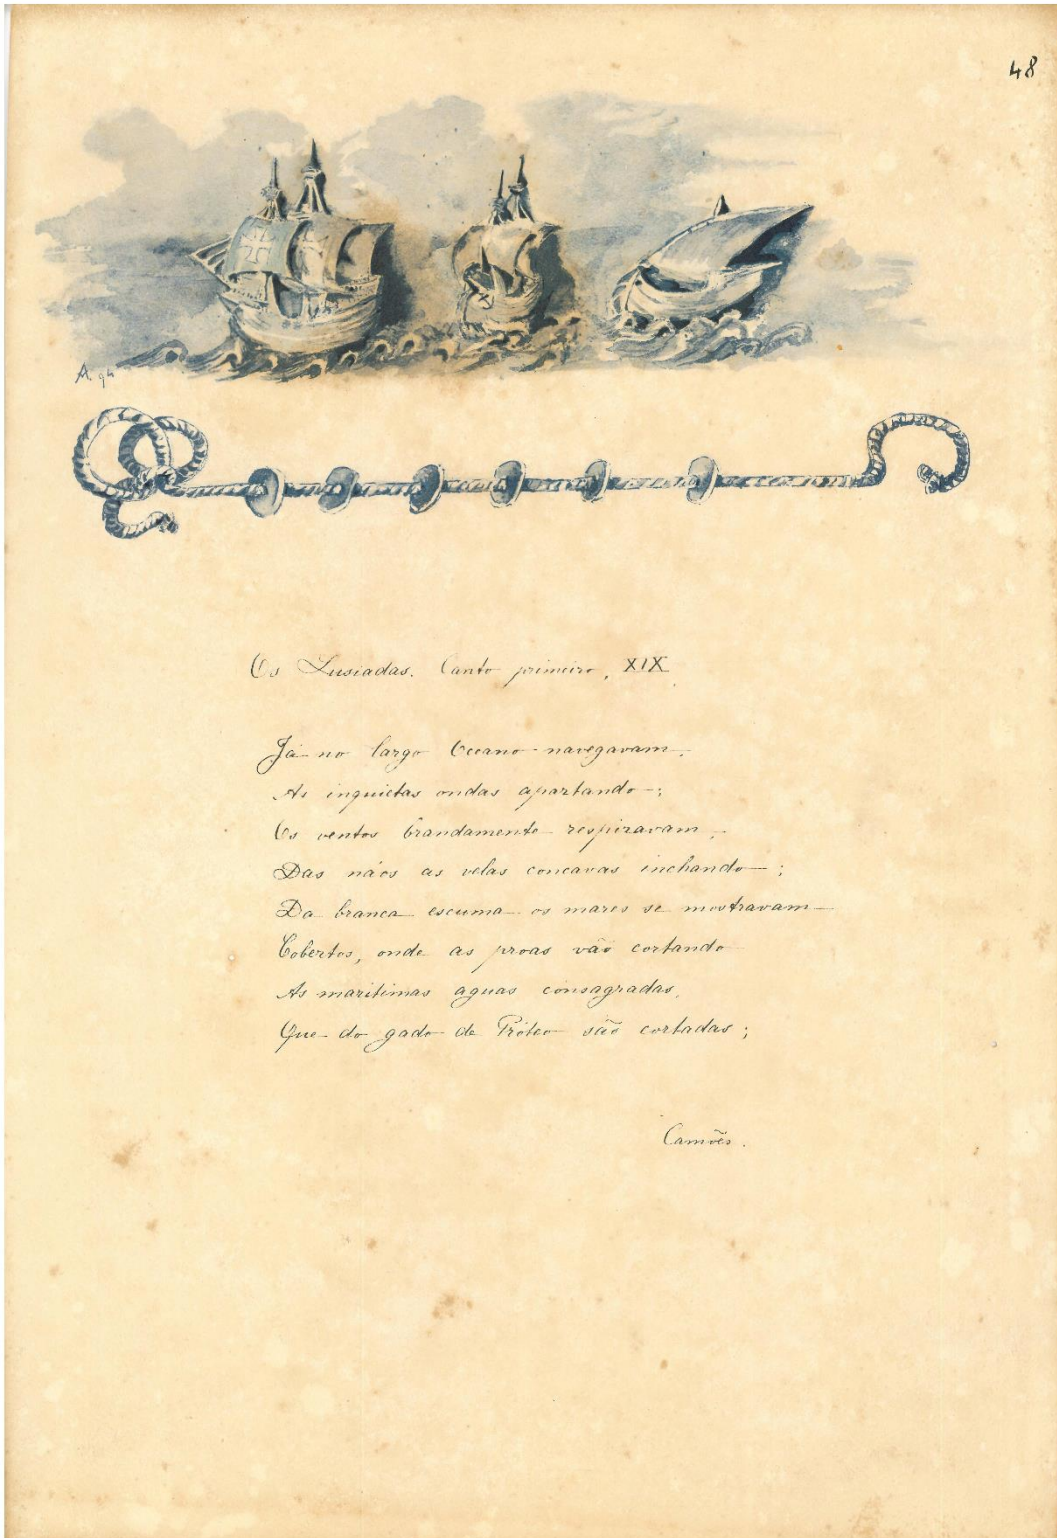 48
A. 94
Os Lusiadas. Canto primeiro, XIX
Já no largo Oceano navegavam,
As inquietas ondas apartando;
Os ventos brandamente respiravam,
Das náos as velas concavas inchando;
Da branca escuma os mares se mostravam
Cobertos, onde as proas vão cortando
As maritimas aguas consagradas,
Que do gado de Próteo são cortadas;
Camões.